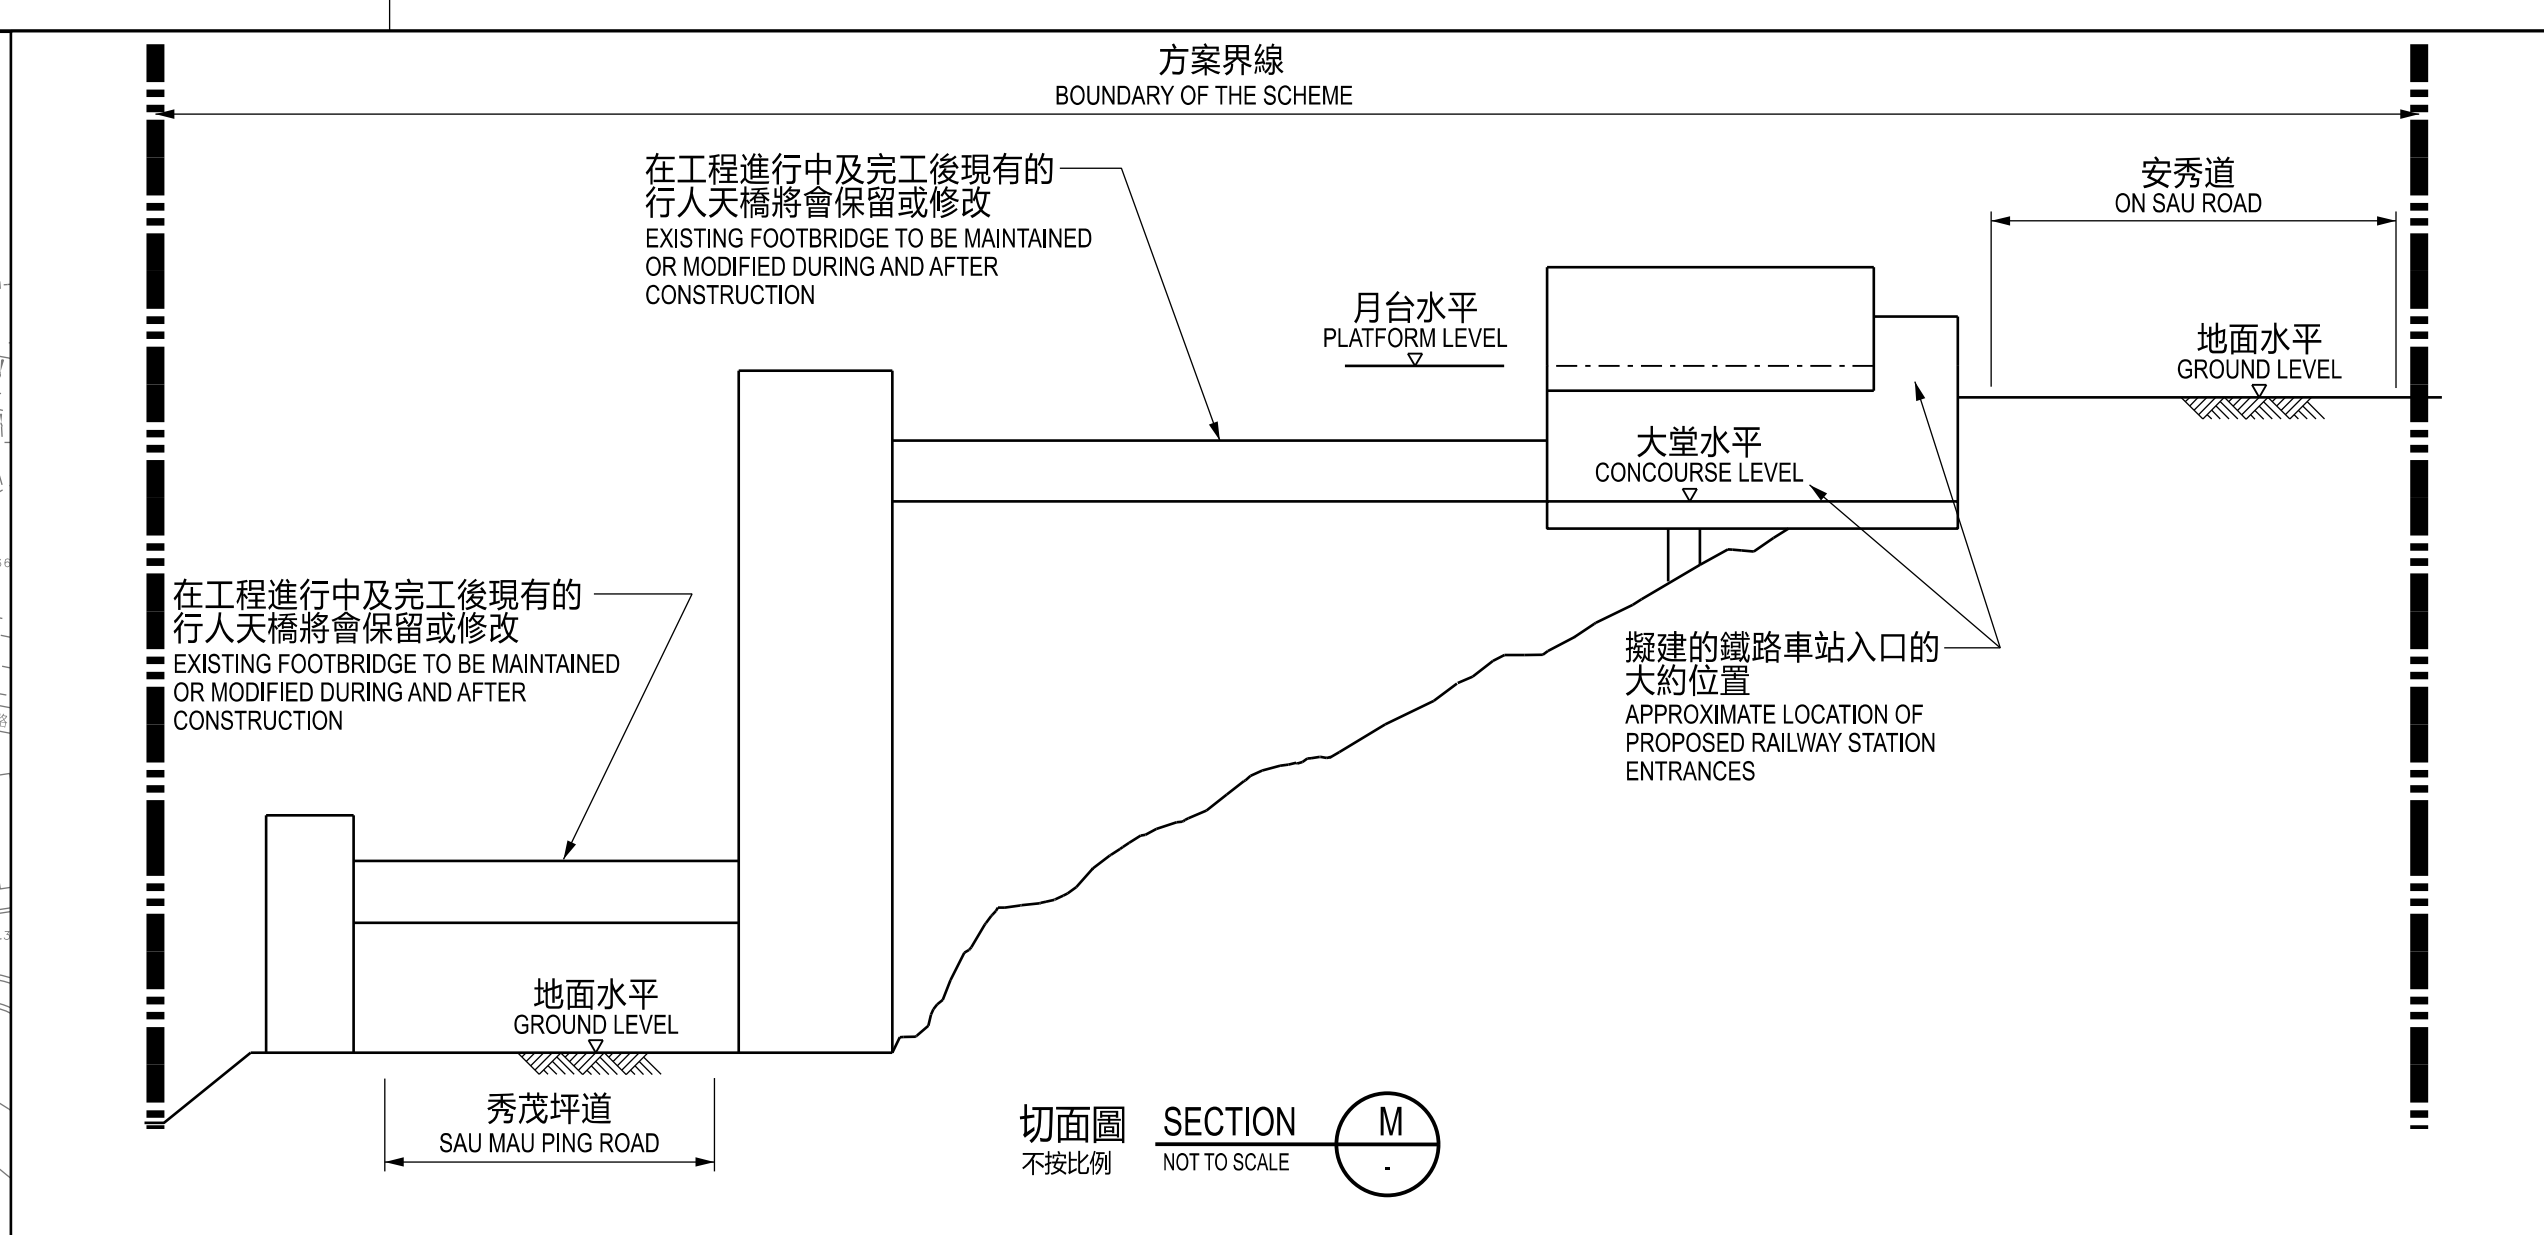 方案界線
BOUNDARY OF THE SCHEME
在工程進行中及完工後現有的
行人天橋將會保留或修改
EXISTING FOOTBRIDGE TO BE MAINTAINED
OR MODIFIED DURING AND AFTER
CONSTRUCTION
安秀道
ON SAU ROAD
月台水平
PLATFORM LEVEL
地面水平
GROUND LEVEL
大堂水平
CONCOURSE LEVEL
在工程進行中及完工後現有的
行人天橋將會保留或修改
EXISTING FOOTBRIDGE TO BE MAINTAINED
OR MODIFIED DURING AND AFTER
CONSTRUCTION
擬建的鐵路車站入口的
大約位置
APPROXIMATE LOCATION OF
PROPOSED RAILWAY STATION
ENTRANCES
地面水平
GROUND LEVEL
秀茂坪道
SAU MAU PING ROAD
切面圖 SECTION M
不按比例 NOT TO SCALE -